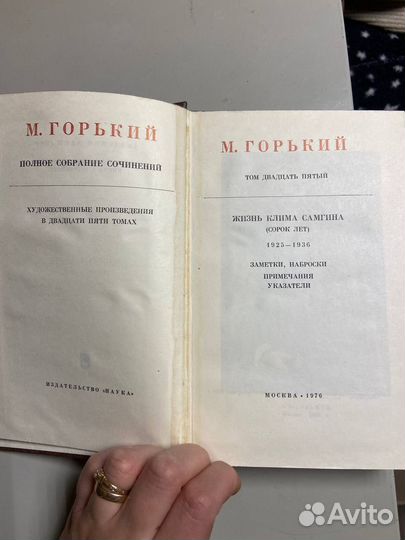 М. ГОРЬКИЙ
ПОЛНОЕ СОБРАНИЕ СОЧИНЕНИЙ
ХУДОЖЕСТВЕННЫЕ ПРОИЗВЕДЕНИЯ
В ДВАДЦАТИ ПЯТИ ТОМАХ
ИЗДАТЕЛЬСТВО «НАУКА»
М. ГОРЬКИЙ
ТОМ ДВАДЦАТЬ ПЯТЫЙ
ЖИЗНЬ КЛИМА САМГИНА
(СОРОК ЛЕТ)
1925—1936
ЗАМЕТКИ, НАБРОСКИ
ПРИМЕЧАНИЯ
УКАЗАТЕЛИ
МОСКВА • 1976
Avito